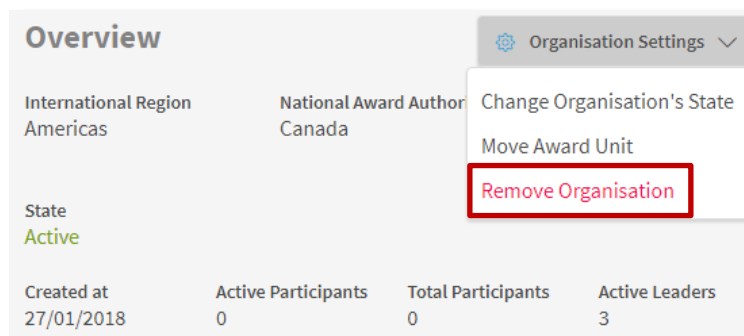 Overview
Organisation Settings
International Region
National Award Authori
Change Organisation's State
Americas
Canada
Move Award Unit
Remove Organisation
State
Active
Created at
Active Participants
Total Participants
Active Leaders
27/01/2018
0
0
3